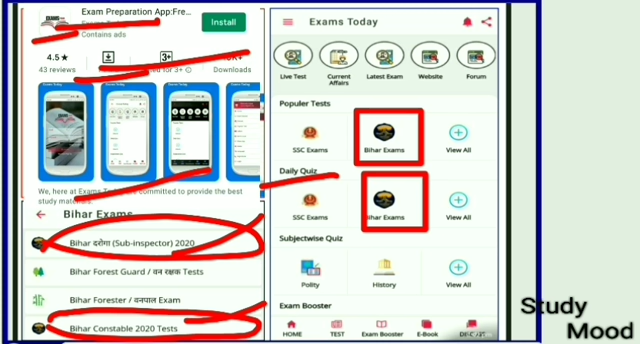 Exam Preparation App:Fre...
Install
Contains ads
4.5★
43 reviews
3+
for 3+
Downloads
We, here at Exams
are committed to provide the best
study materials
Bihar Exams
Bihar दरोगा (Sub-inspector) 2020
Bihar Forest Guard / वन रक्षक Tests
Bihar Forester / वनपाल Exam
Bihar Constable 2020 Tests
Exams Today
Live Test
Current Affairs
Latest Exam
Website
Forum
Populer Tests
SSC Exams
Bihar Exams
View All
Daily Quiz
SSC Exams
Bihar Exams
View All
Subjectwise Quiz
Polity
History
View All
Exam Booster
HOME
TEST
Exam Booster
E-Book
Study
Mood